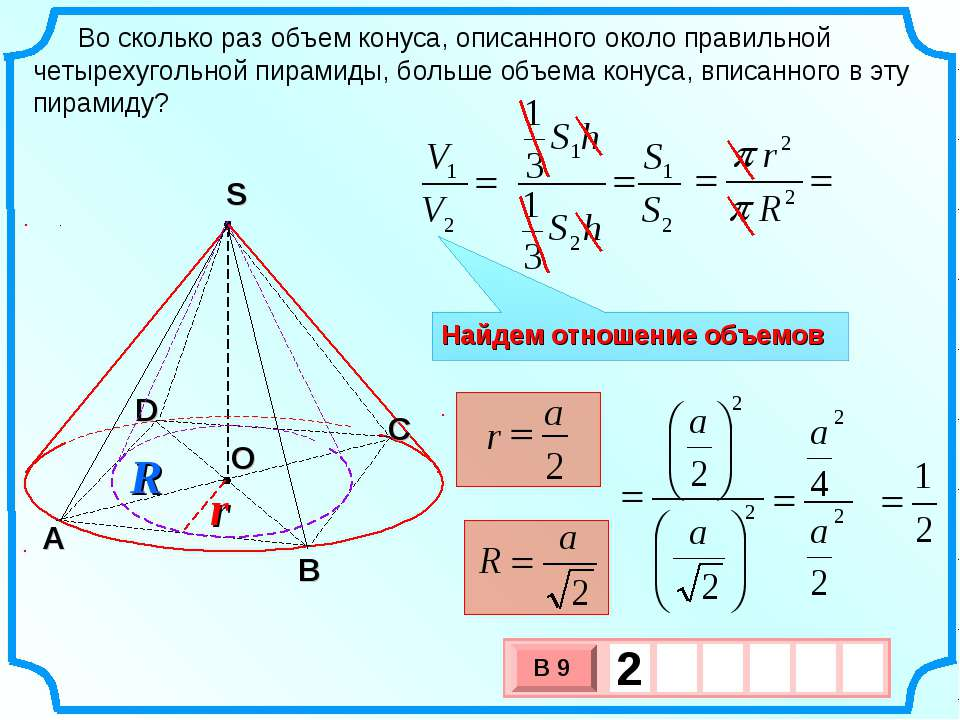 Во сколько раз объем конуса, описанного около правильной
четырехугольной пирамиды, больше объема конуса, вписанного в эту
пирамиду?
V₁/V₂ = (1/3 S₁h)/(1/3 S₂h) = S₁/S₂ = πr²/πR² =
S
Найдем отношение объемов
r = a/2
= (a/2)²/(a/√2)² = (a²/4)/(a²/2) = 1/2
R = a/√2
D
C
O
R
r
A
B
В 9
2